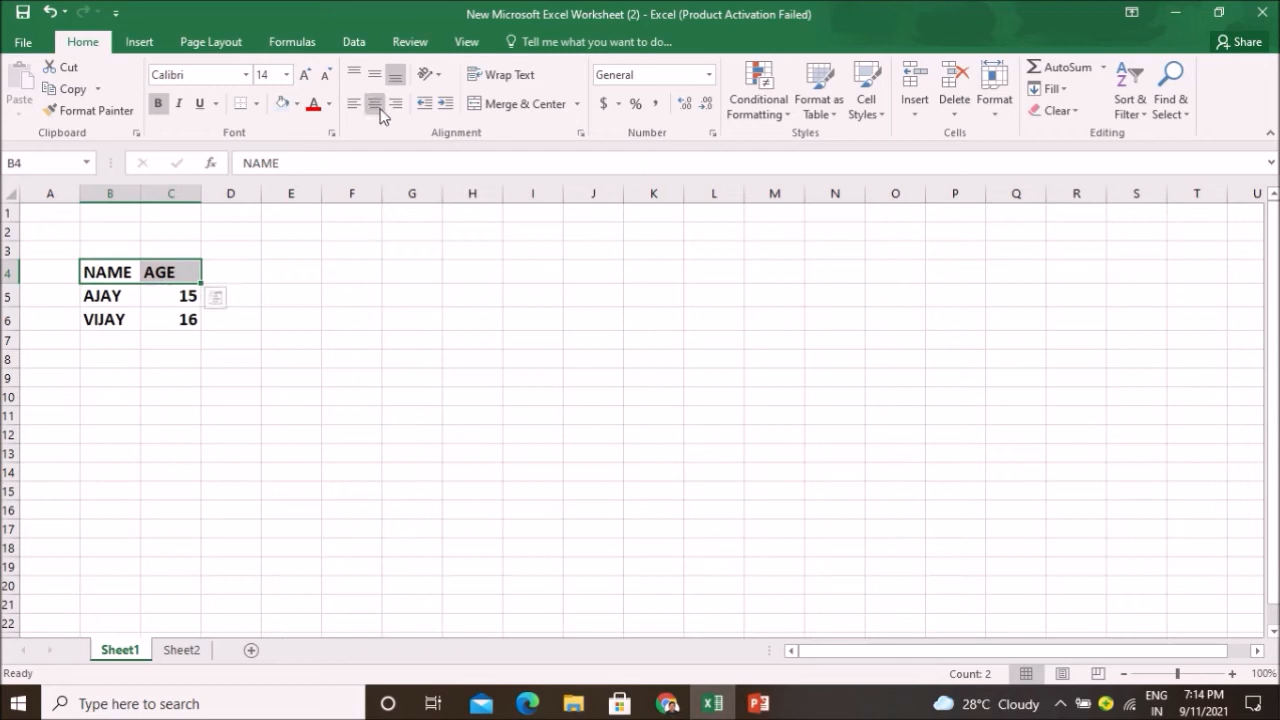 New Microsoft Excel Worksheet (2) - Excel (Product Activation Failed)
File Home Insert Page Layout Formulas Data Review View Tell me what you want to do... Share
Paste
Cut
Copy
Format Painter
Clipboard
Calibri 14
B I U A
Font
Wrap Text
Merge & Center
Alignment
General
$ % ,
Number
Conditional Formatting
Format as Table
Cell Styles
Styles
Insert Delete Format
Cells
AutoSum
Fill
Clear
Sort & Filter
Find & Select
Editing
B4 fx NAME
A B C D E F G H I J K L M N O P Q R S T U
1
2
3
4 NAME AGE
5 AJAY 15
6 VIJAY 16
7
8
9
10
11
12
13
14
15
16
17
18
19
20
21
22
Sheet1 Sheet2
Ready Count: 2 100%
Type here to search 28°C Cloudy ENG IN 7:14 PM 9/11/2021